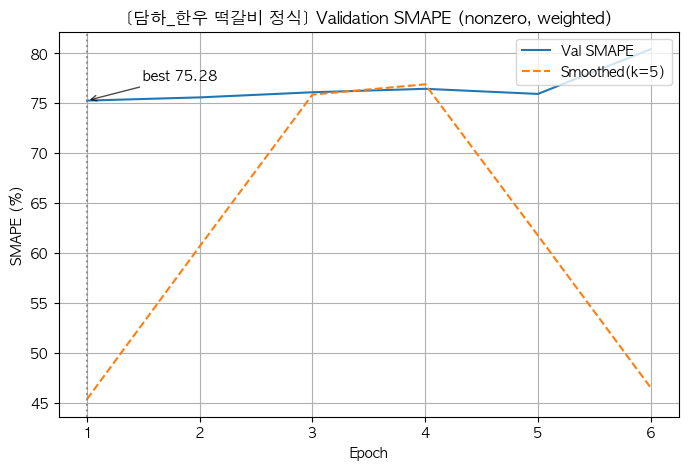 [담하_한우 떡갈비 정식] Validation SMAPE (nonzero, weighted)
Val SMAPE
Smoothed(k=5)
best 75.28
SMAPE (%)
80
75
70
65
60
55
50
45
1 2 3 4 5 6
Epoch